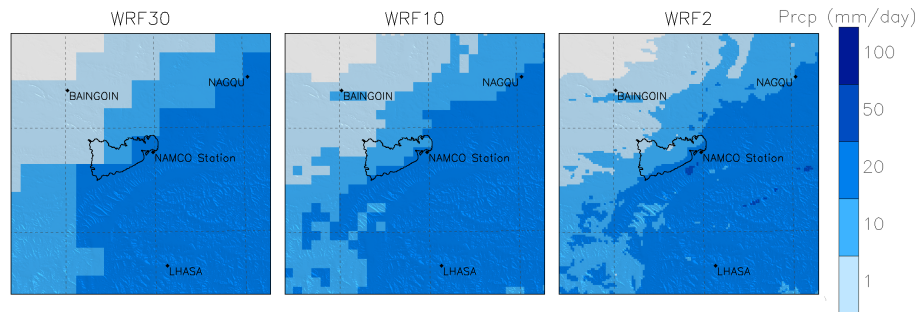 WRF30 WRF10 WRF2 Prcp (mm/day)
NAGQU
BAINGOIN
NAMCO Station
LHASA
NAGQU
BAINGOIN
NAMCO Station
LHASA
NAGQU
BAINGOIN
NAMCO Station
LHASA
100
50
20
10
1